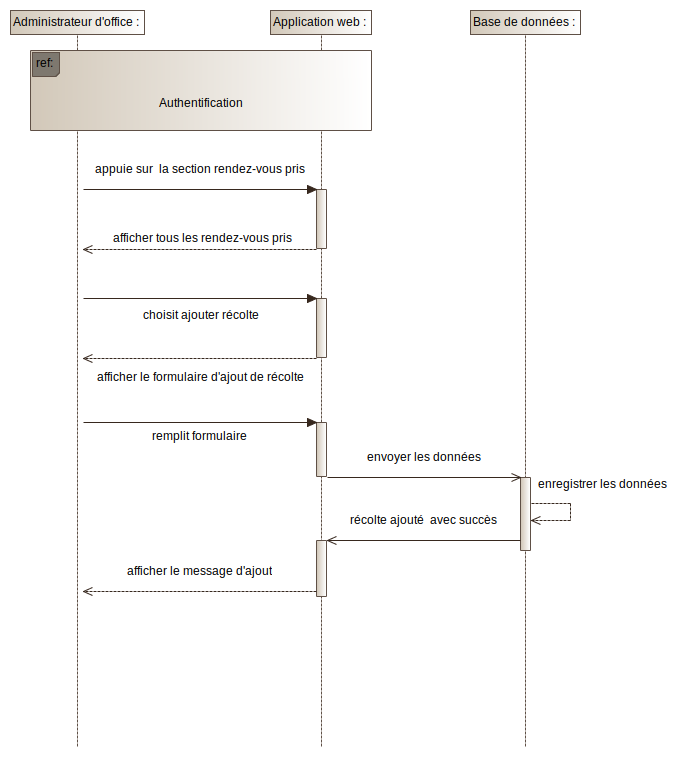 Administrateur d'office :
Application web :
Base de données :
ref:
Authentification
appuie sur  la section rendez-vous pris
afficher tous les rendez-vous pris
choisit ajouter récolte
afficher le formulaire d'ajout de récolte
remplit formulaire
envoyer les données
enregistrer les données
récolte ajouté  avec succès
afficher le message d'ajout